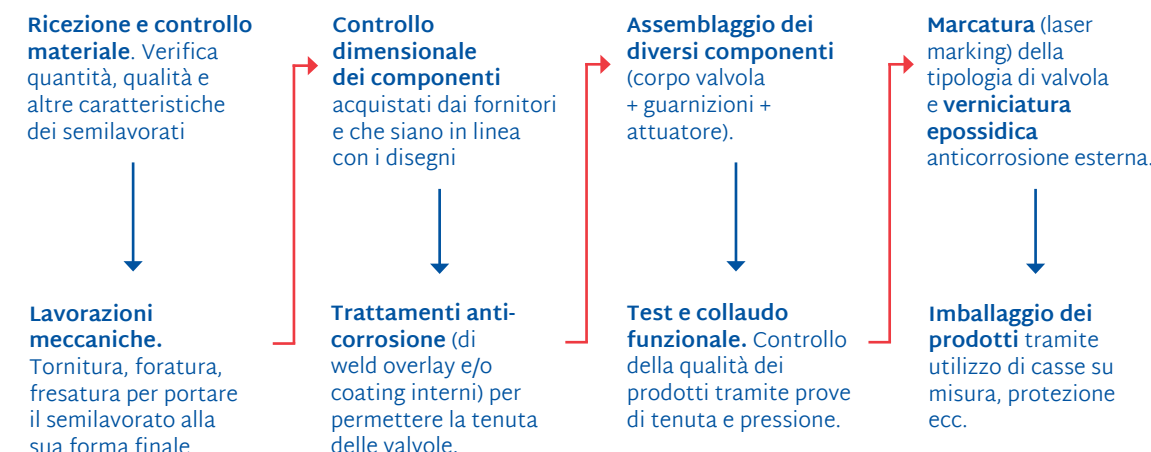 Ricezione e controllo
materiale. Verifica
quantità, qualità e
altre caratteristiche
dei semilavorati
Lavorazioni
meccaniche.
Tornitura, foratura,
fresatura per portare
il semilavorato alla
sua forma finale
Controllo
dimensionale
dei componenti
acquistati dai fornitori
e che siano in linea
con i disegni
Trattamenti anti-
corrosione (di
weld overlay e/o
coating interni) per
permettere la tenuta
delle valvole.
Assemblaggio dei
diversi componenti
(corpo valvola
+ guarnizioni +
attuatore).
Test e collaudo
funzionale. Controllo
della qualità dei
prodotti tramite prove
di tenuta e pressione.
Marcatura (laser
marking) della
tipologia di valvola
e verniciatura
epossidica
anticorrosione esterna.
Imballaggio dei
prodotti tramite
utilizzo di casse su
misura, protezione
ecc.